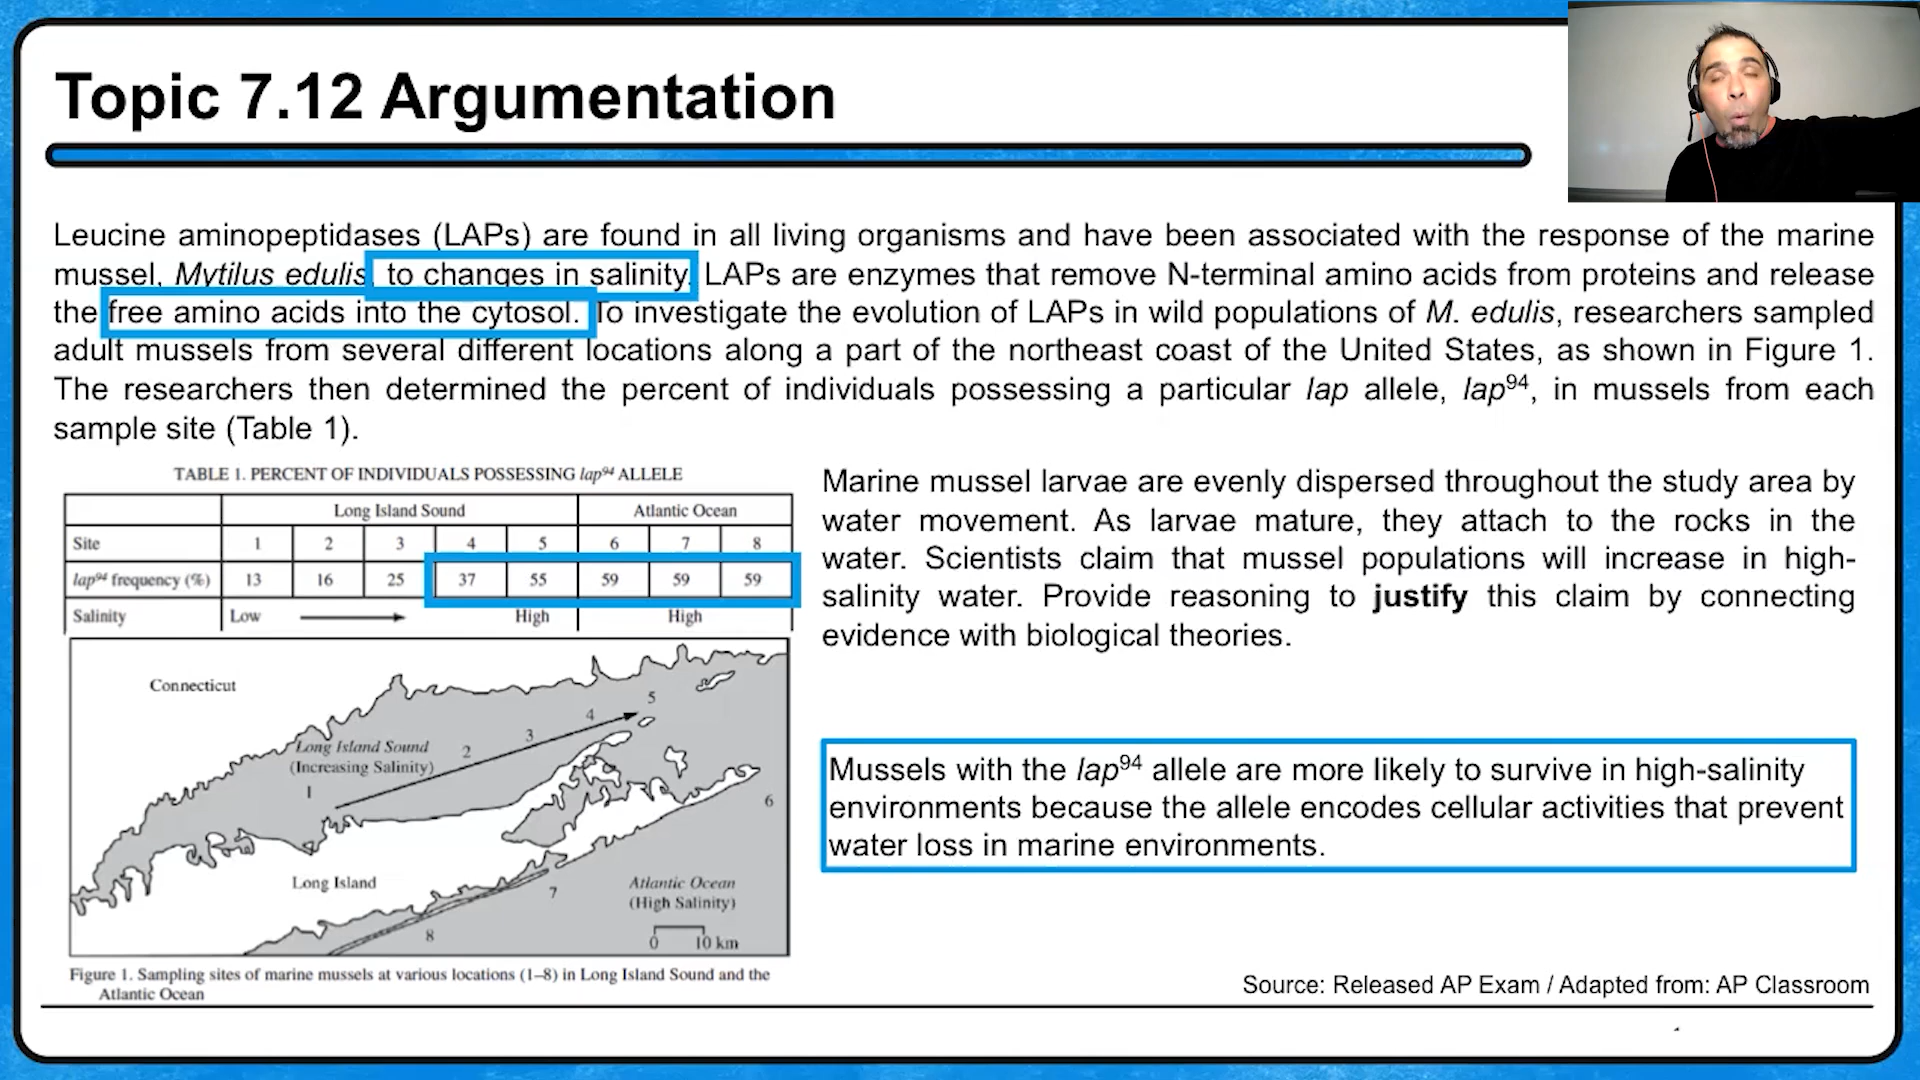 Topic 7.12 Argumentation
Leucine aminopeptidases (LAPs) are found in all living organisms and have been associated with the response of the marine
mussel, Mytilus edulis, to changes in salinity. LAPs are enzymes that remove N-terminal amino acids from proteins and release
the free amino acids into the cytosol. To investigate the evolution of LAPs in wild populations of M. edulis, researchers sampled
adult mussels from several different locations along a part of the northeast coast of the United States, as shown in Figure 1.
The researchers then determined the percent of individuals possessing a particular lap allele, lap⁹⁴, in mussels from each
sample site (Table 1).
TABLE 1. PERCENT OF INDIVIDUALS POSSESSING lap⁹⁴ ALLELE
Long Island Sound Atlantic Ocean
Site 1 2 3 4 5 6 7 8
lap⁹⁴ frequency (%) 13 16 25 37 55 59 59 59
Salinity Low High High
Connecticut
5
4
3
2
Long Island Sound
(Increasing Salinity)
1
6
Long Island
7
Atlantic Ocean
(High Salinity)
8
0 10 km
Figure 1. Sampling sites of marine mussels at various locations (1–8) in Long Island Sound and the
Atlantic Ocean
Marine mussel larvae are evenly dispersed throughout the study area by
water movement. As larvae mature, they attach to the rocks in the
water. Scientists claim that mussel populations will increase in high-
salinity water. Provide reasoning to justify this claim by connecting
evidence with biological theories.
Mussels with the lap⁹⁴ allele are more likely to survive in high-salinity
environments because the allele encodes cellular activities that prevent
water loss in marine environments.
Source: Released AP Exam / Adapted from: AP Classroom